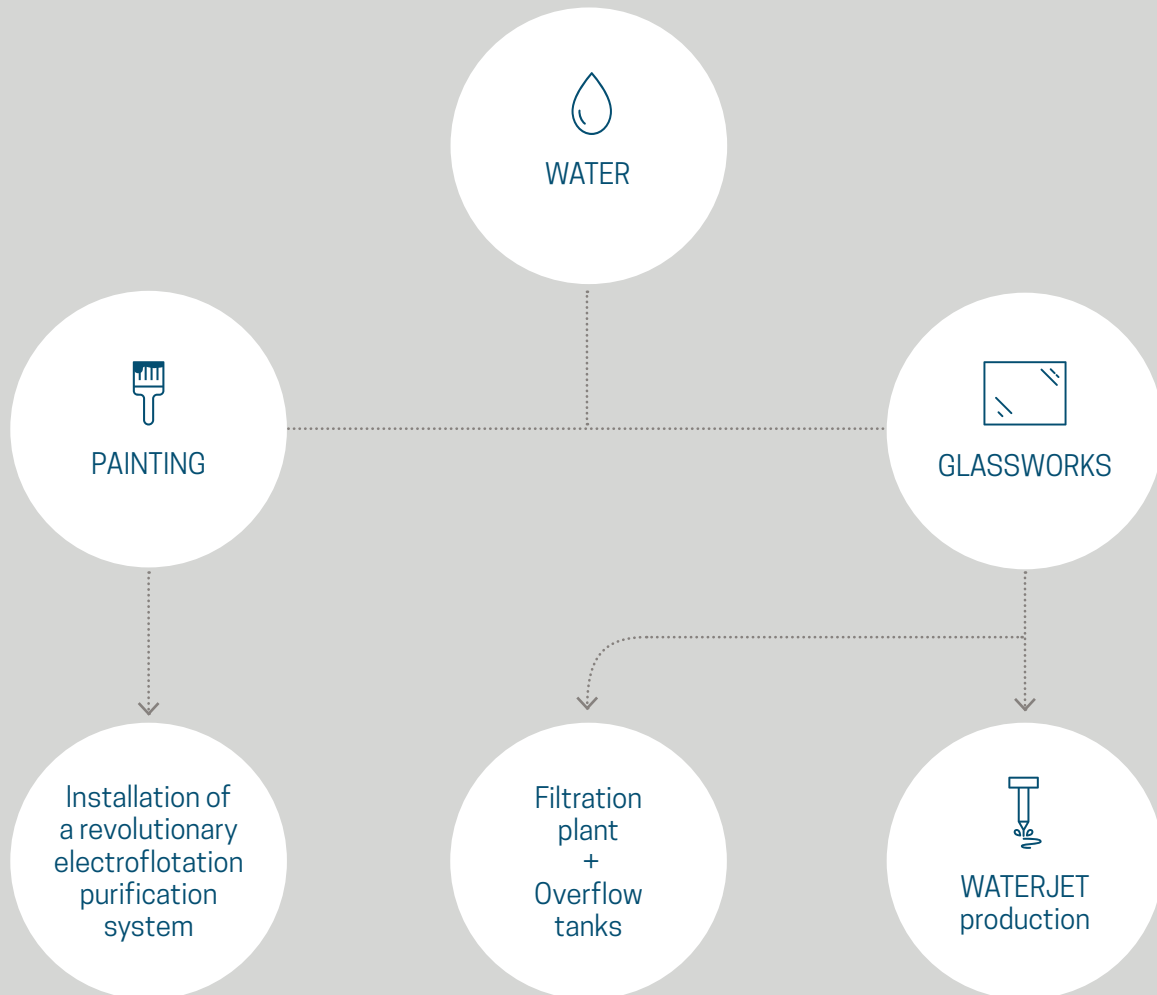 WATER
PAINTING
GLASSWORKS
Installation of
a revolutionary
electroflotation
purification
system
Filtration
plant
+
Overflow
tanks
WATERJET
production